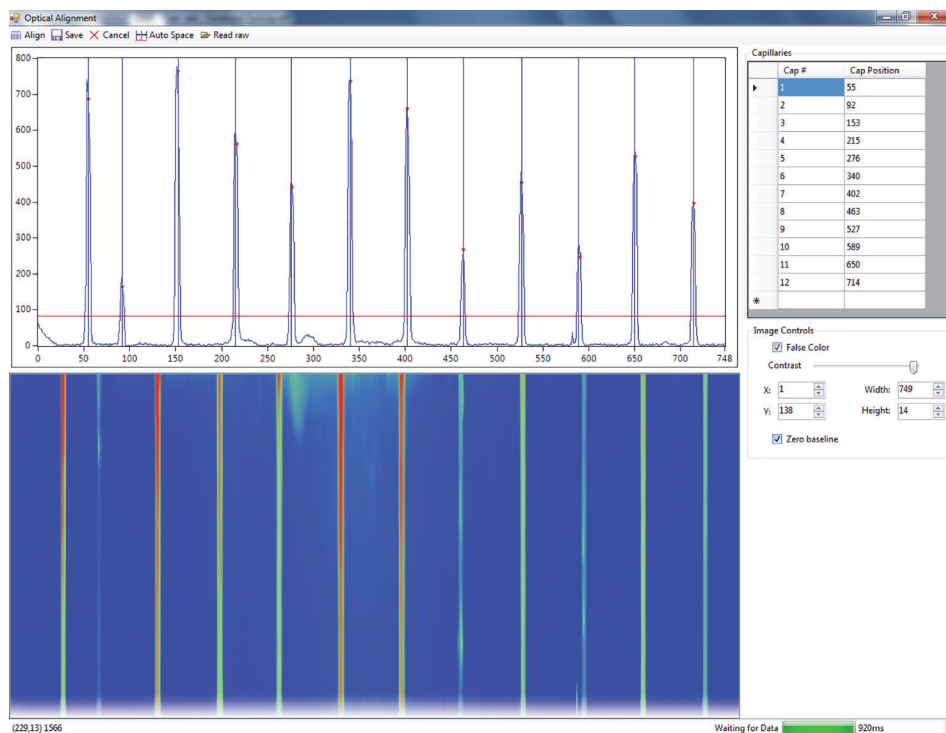 Optical Alignment
Align Save Cancel Auto Space Read raw
800
700
600
500
400
300
200
100
0
0 50 100 150 200 250 300 350 400 450 500 550 600 650 700 748
Capillaries
Cap # Cap Position
1 55
2 92
3 153
4 215
5 276
6 340
7 402
8 463
9 527
10 589
11 650
12 714
*
Image Controls
False Color
Contrast
X: 1 Width: 749
Y: 138 Height: 14
Zero baseline
(229,13) 1566
Waiting for Data 920ms